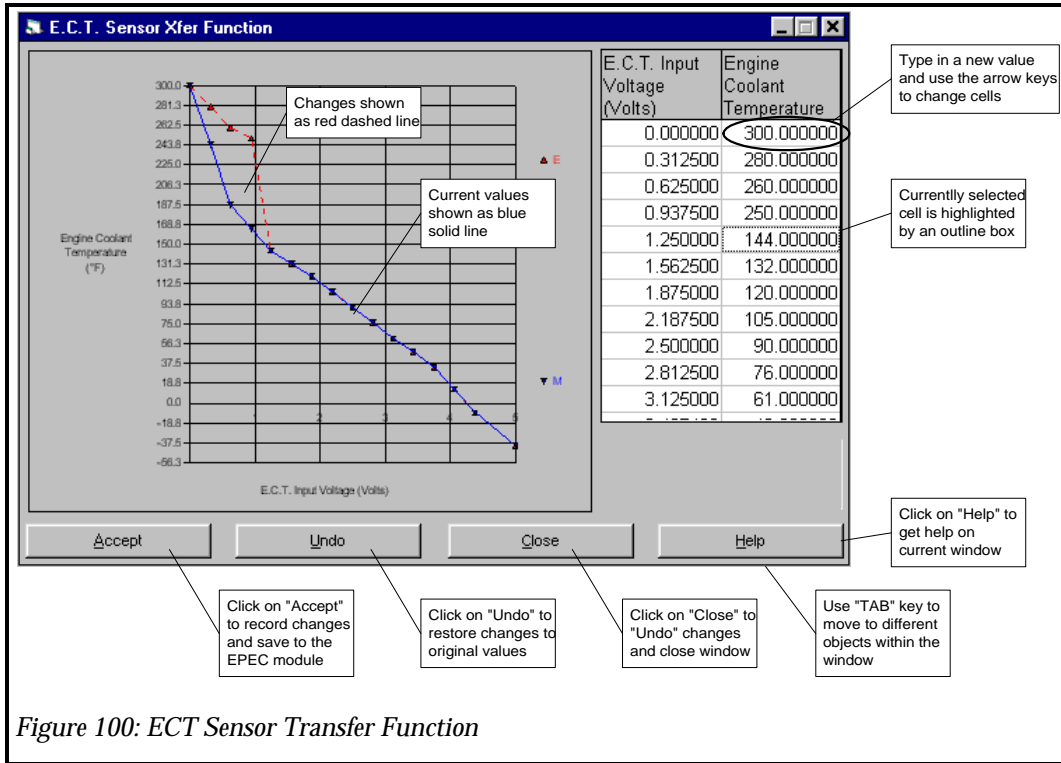 E.C.T. Sensor Xfer Function
E.C.T. Input
Voltage
(Volts)
Engine
Coolant
Temperature
0.000000 300.000000
0.312500 280.000000
0.625000 260.000000
0.937500 250.000000
1.250000 144.000000
1.562500 132.000000
1.875000 120.000000
2.187500 105.000000
2.500000 90.000000
2.812500 76.000000
3.125000 61.000000
300.0
281.3
262.5
243.8
225.0
206.3
187.5
168.8
150.0
131.3
112.5
93.8
75.0
56.3
37.5
18.8
0.0
-18.8
-37.5
-56.3
Engine Coolant
Temperature
(°F)
1 2 3 4 5
E.C.T. Input Voltage (Volts)
E
M
Changes shown
as red dashed line
Current values
shown as blue
solid line
Type in a new value
and use the arrow keys
to change cells
Currentlly selected
cell is highlighted
by an outline box
Accept
Undo
Close
Help
Click on "Help" to
get help on
current window
Click on "Accept"
to record changes
and save to the
EPEC module
Click on "Undo" to
restore changes to
original values
Click on "Close" to
"Undo" changes
and close window
Use "TAB" key to
move to different
objects within the
window
Figure 100: ECT Sensor Transfer Function